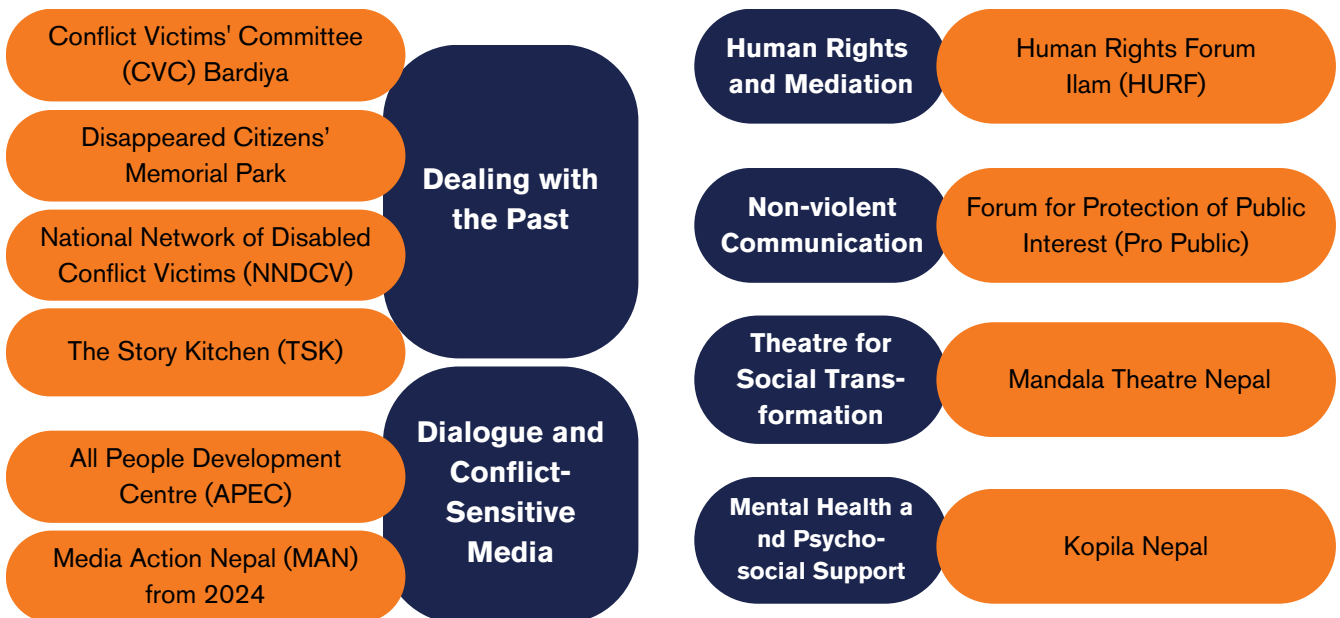 Conflict Victims' Committee
(CVC) Bardiya
Disappeared Citizens’
Memorial Park
National Network of Disabled
Conflict Victims (NNDCV)
The Story Kitchen (TSK)
Dealing with
the Past
All People Development
Centre (APEC)
Media Action Nepal (MAN)
from 2024
Dialogue and
Conflict-
Sensitive
Media
Human Rights
and Mediation
Human Rights Forum
Ilam (HURF)
Non-violent
Communication
Forum for Protection of Public
Interest (Pro Public)
Theatre for
Social Trans-
formation
Mandala Theatre Nepal
Mental Health a
nd Psycho-
social Support
Kopila Nepal